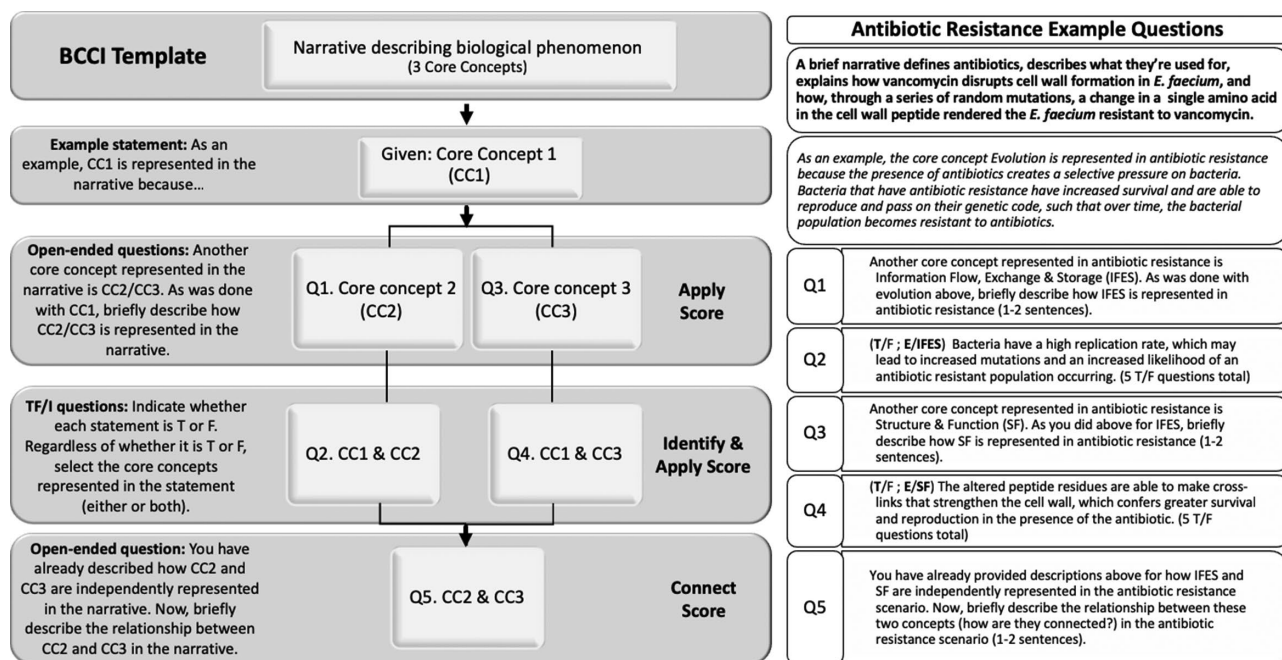 BCCI Template
Narrative describing biological phenomenon
(3 Core Concepts)
Example statement: As an
example, CC1 is represented in the
narrative because…
Given: Core Concept 1
(CC1)
Open-ended questions: Another
core concept represented in the
narrative is CC2/CC3. As was done
with CC1, briefly describe how
CC2/CC3 is represented in the
narrative.
Q1. Core concept 2
(CC2)
Q3. Core concept 3
(CC3)
Apply
Score
TF/I questions: Indicate whether
each statement is T or F.
Regardless of whether it is T or F,
select the core concepts
represented in the statement
(either or both).
Q2. CC1 & CC2
Q4. CC1 & CC3
Identify &
Apply Score
Open-ended question: You have
already described how CC2 and
CC3 are independently represented
in the narrative. Now, briefly
describe the relationship between
CC2 and CC3 in the narrative.
Q5. CC2 & CC3
Connect
Score
Antibiotic Resistance Example Questions
A brief narrative defines antibiotics, describes what they’re used for,
explains how vancomycin disrupts cell wall formation in E. faecium, and
how, through a series of random mutations, a change in a single amino acid
in the cell wall peptide rendered the E. faecium resistant to vancomycin.
As an example, the core concept Evolution is represented in antibiotic resistance
because the presence of antibiotics creates a selective pressure on bacteria.
Bacteria that have antibiotic resistance have increased survival and are able to
reproduce and pass on their genetic code, such that over time, the bacterial
population becomes resistant to antibiotics.
Q1
Another core concept represented in antibiotic resistance is
Information Flow, Exchange & Storage (IFES). As was done with
evolution above, briefly describe how IFES is represented in
antibiotic resistance (1-2 sentences).
Q2
(T/F ; E/IFES) Bacteria have a high replication rate, which may
lead to increased mutations and an increased likelihood of an
antibiotic resistant population occurring. (5 T/F questions total)
Q3
Another core concept represented in antibiotic resistance is
Structure & Function (SF). As you did above for IFES, briefly
describe how SF is represented in antibiotic resistance (1-2
sentences).
Q4
(T/F ; E/SF) The altered peptide residues are able to make cross-
links that strengthen the cell wall, which confers greater survival
and reproduction in the presence of the antibiotic. (5 T/F
questions total)
Q5
You have already provided descriptions above for how IFES and
SF are independently represented in the antibiotic resistance
scenario. Now, briefly describe the relationship between these
two concepts (how are they connected?) in the antibiotic
resistance scenario (1-2 sentences).